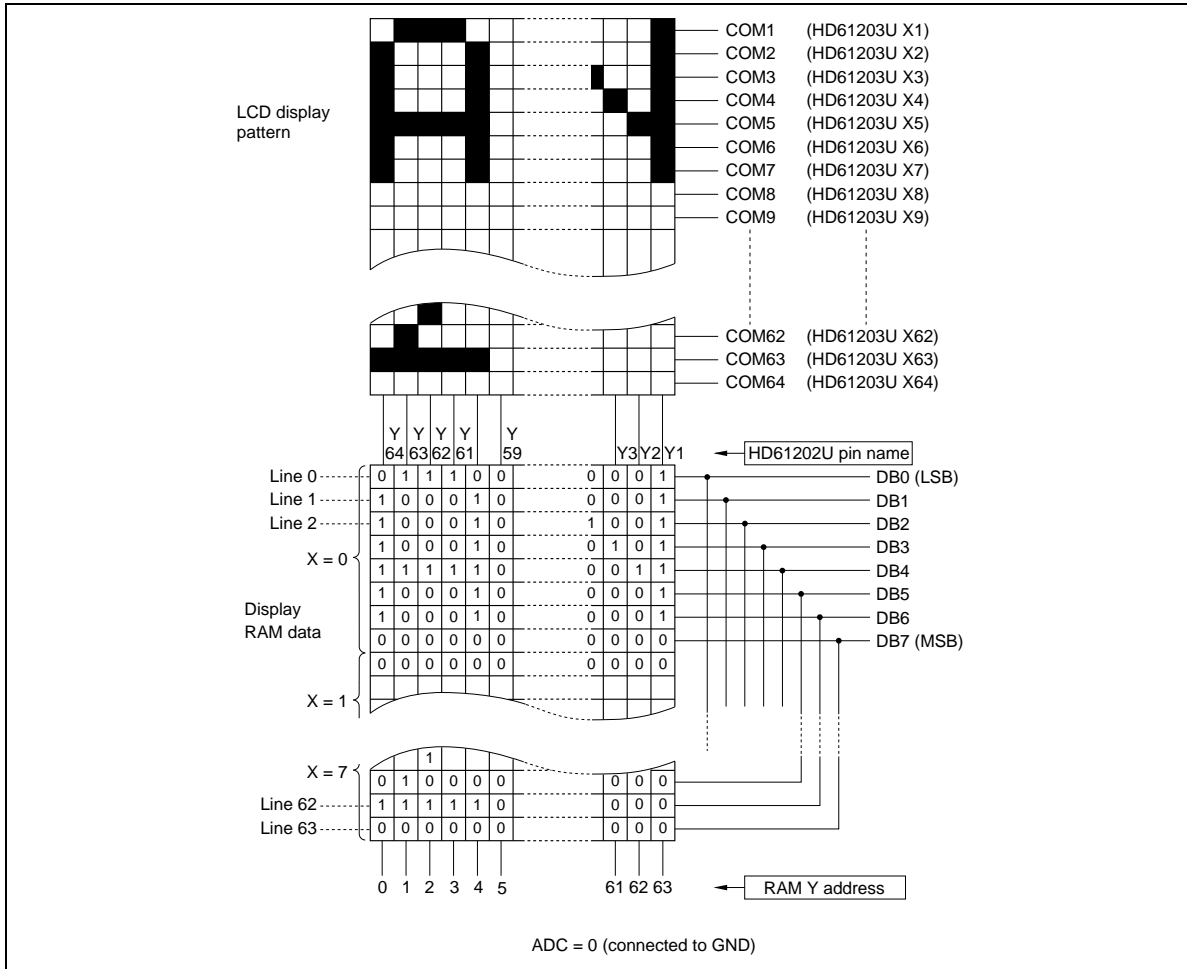 COM1 (HD61203U X1)
COM2 (HD61203U X2)
COM3 (HD61203U X3)
COM4 (HD61203U X4)
LCD display
pattern
COM5 (HD61203U X5)
COM6 (HD61203U X6)
COM7 (HD61203U X7)
COM8 (HD61203U X8)
COM9 (HD61203U X9)
COM62 (HD61203U X62)
COM63 (HD61203U X63)
COM64 (HD61203U X64)
Y Y Y Y Y
64 63 62 61 59 Y3 Y2 Y1 HD61202U pin name
Line 0 0 1 1 1 0 0 0 0 0 1 DB0 (LSB)
Line 1 1 0 0 0 1 0 0 0 0 1 DB1
Line 2 1 0 0 0 1 0 1 0 0 1 DB2
1 0 0 0 1 0 0 1 0 1 DB3
X = 0
1 1 1 1 1 0 0 0 1 1 DB4
1 0 0 0 1 0 0 0 0 1 DB5
Display
RAM data
1 0 0 0 1 0 0 0 0 1 DB6
0 0 0 0 0 0 0 0 0 0 DB7 (MSB)
0 0 0 0 0 0 0 0 0 0
X = 1
1
X = 7
0 1 0 0 0 0 0 0 0
Line 62 1 1 1 1 1 0 0 0 0
Line 63 0 0 0 0 0 0 0 0 0
0 1 2 3 4 5 61 62 63 RAM Y address
ADC = 0 (connected to GND)